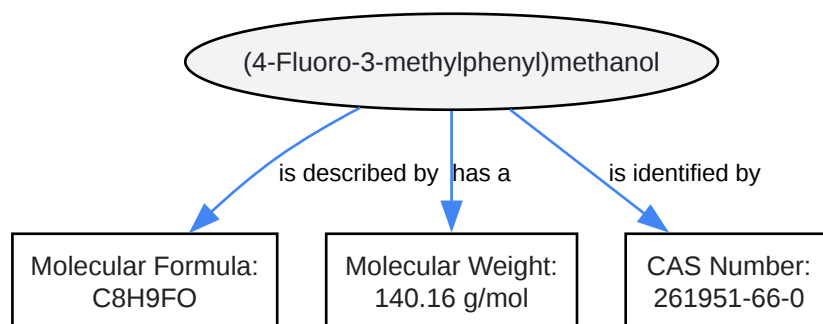 (4-Fluoro-3-methylphenyl)methanol
is described by
has a
is identified by
Molecular Formula:
C8H9FO
Molecular Weight:
140.16 g/mol
CAS Number:
261951-66-0